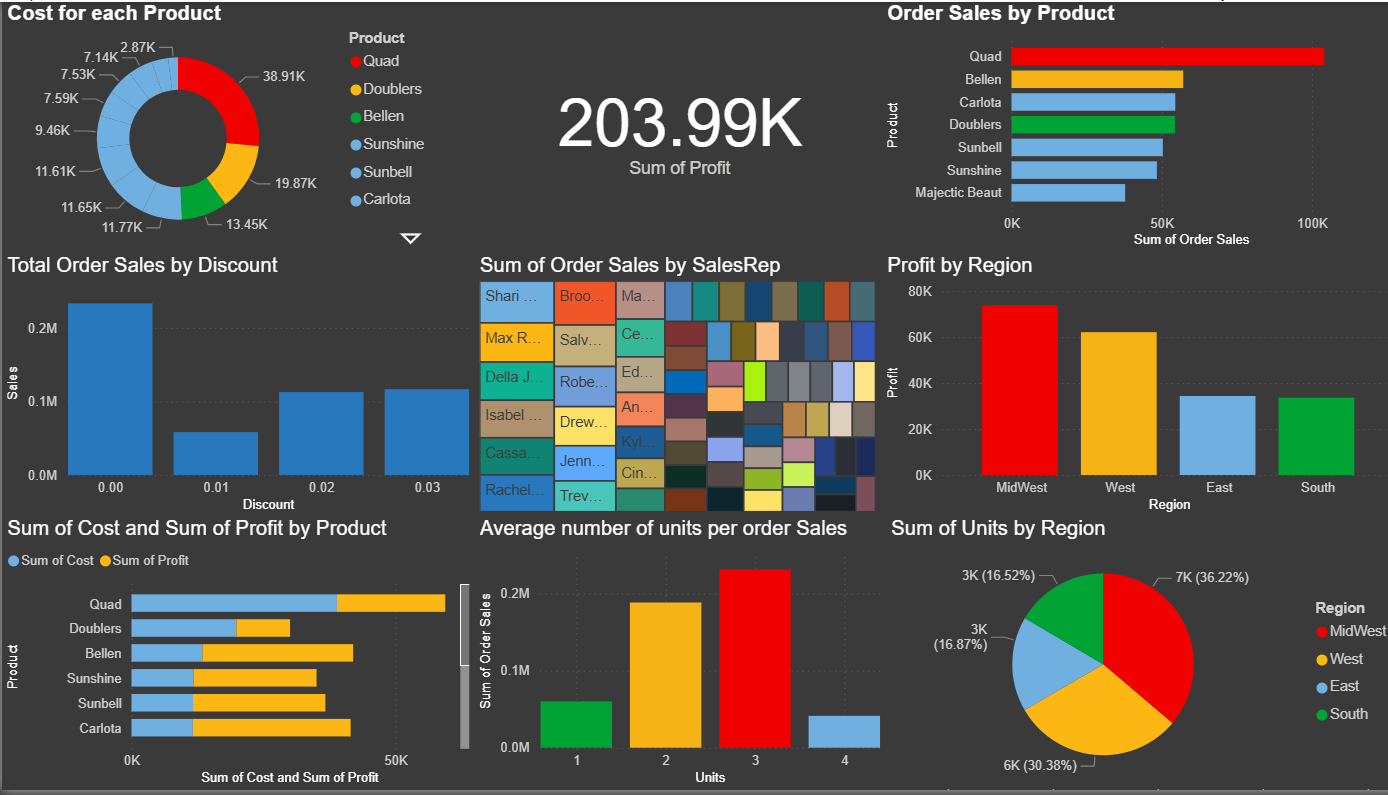 Cost for each Product
2.87K
7.14K
7.53K
7.59K
9.46K
11.61K
11.65K
11.77K
13.45K
19.87K
38.91K
Product
Quad
Doublers
Bellen
Sunshine
Sunbell
Carlota
203.99K
Sum of Profit
Order Sales by Product
Product
Quad
Bellen
Carlota
Doublers
Sunbell
Sunshine
Majectic Beaut
0K 50K 100K
Sum of Order Sales
Total Order Sales by Discount
Sales
0.2M
0.1M
0.0M
0.00 0.01 0.02 0.03
Discount
Sum of Order Sales by SalesRep
Shari ...
Max R...
Della J...
Isabel ...
Cassa...
Rachel...
Broo...
Salv...
Robe...
Drew...
Jenn...
Trev...
Ma...
Ce...
Ed...
An...
Kyl...
Cin...
Profit by Region
Profit
80K
60K
40K
20K
0K
MidWest West East South
Region
Sum of Cost and Sum of Profit by Product
Sum of Cost Sum of Profit
Product
Quad
Doublers
Bellen
Sunshine
Sunbell
Carlota
0K 50K
Sum of Cost and Sum of Profit
Average number of units per order Sales
Sum of Order Sales
0.2M
0.1M
0.0M
1 2 3 4
Units
Sum of Units by Region
3K (16.52%)
7K (36.22%)
3K
(16.87%)
6K (30.38%)
Region
MidWest
West
East
South